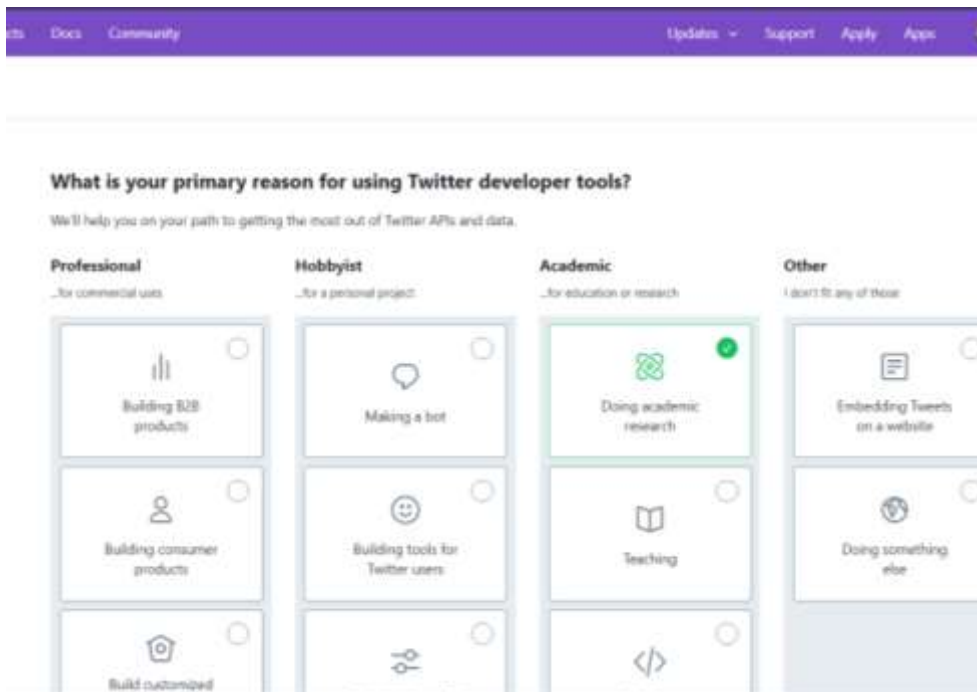 Docs Community Updates Support Apply Apps
What is your primary reason for using Twitter developer tools?
We'll help you on your path to getting the most out of Twitter APIs and data.
Professional
...for commercial uses
Hobbyist
...for a personal project
Academic
...for education or research
Other
I don't fit any of those
Building B2B
products
Making a bot
Doing academic
research
Embedding Tweets
on a website
Building consumer
products
Building tools for
Twitter users
Teaching
Doing something
else
Build customized